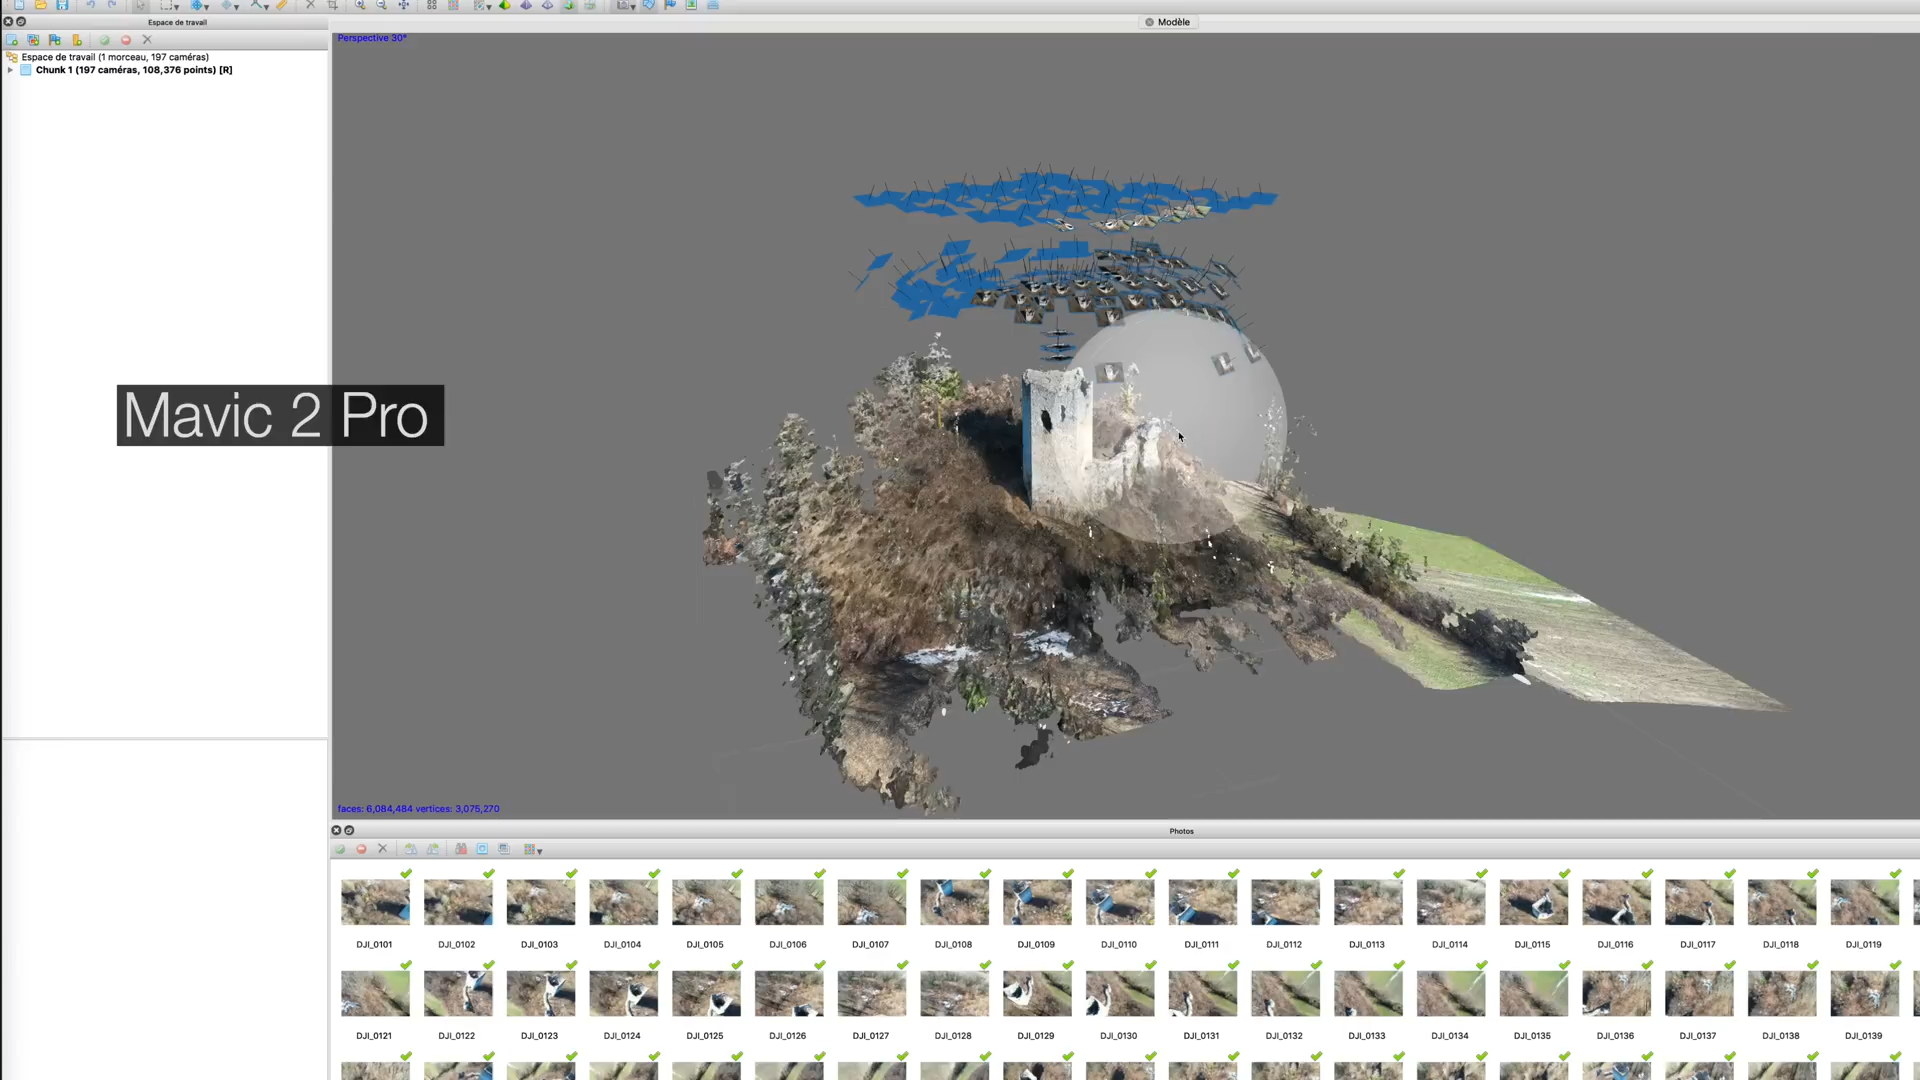 Espace de travail
Modèle
Perspective 30°
Espace de travail (1 morceau, 197 caméras)
Chunk 1 (197 caméras, 108,376 points) [R]
Mavic 2 Pro
faces: 6,084,484 vertices: 3,075,270
Photos
DJI_0101 DJI_0102 DJI_0103 DJI_0104 DJI_0105 DJI_0106 DJI_0107 DJI_0108 DJI_0109 DJI_0110 DJI_0111 DJI_0112 DJI_0113 DJI_0114 DJI_0115 DJI_0116 DJI_0117 DJI_0118 DJI_0119
DJI_0121 DJI_0122 DJI_0123 DJI_0124 DJI_0125 DJI_0126 DJI_0127 DJI_0128 DJI_0129 DJI_0130 DJI_0131 DJI_0132 DJI_0133 DJI_0134 DJI_0135 DJI_0136 DJI_0137 DJI_0138 DJI_0139